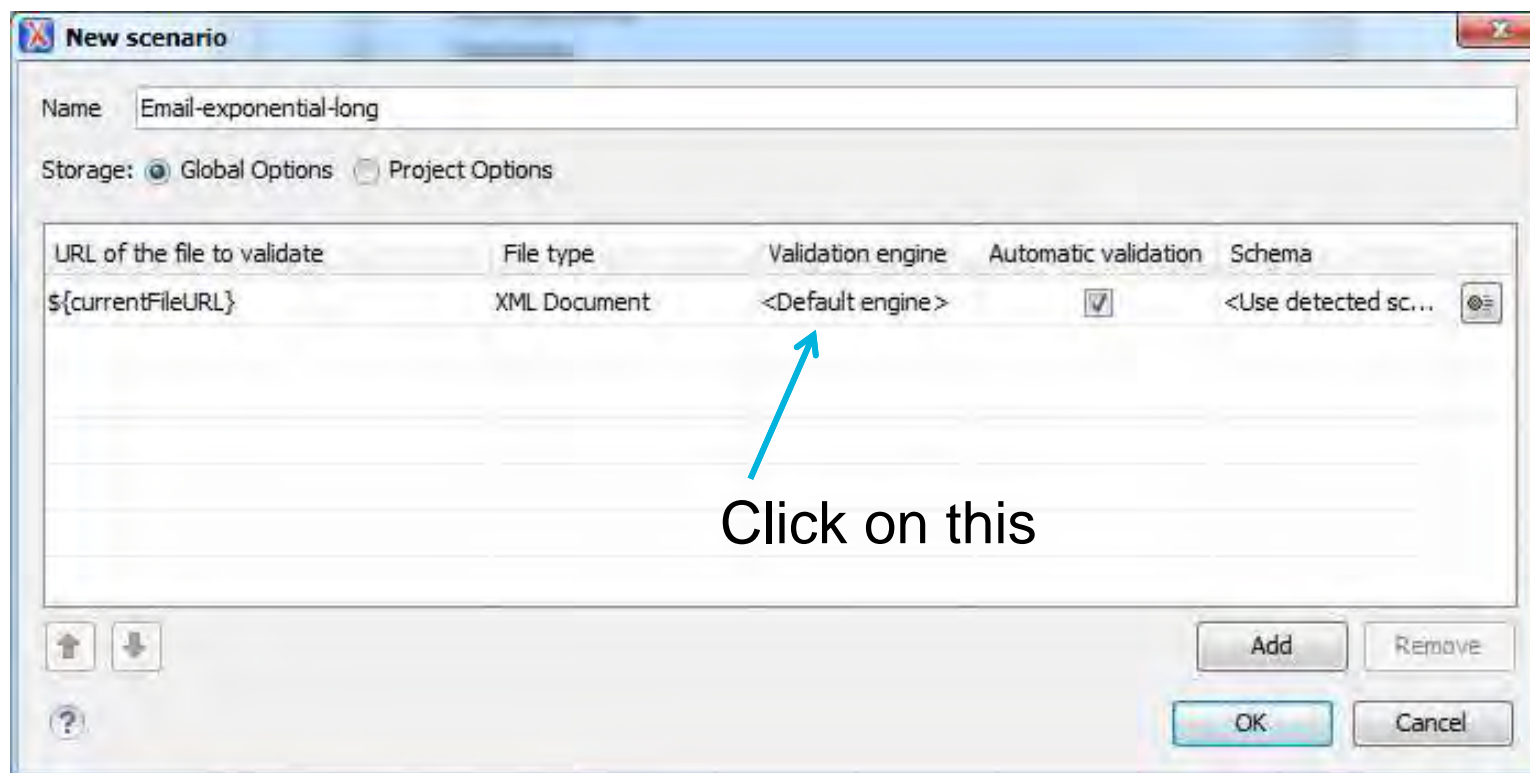 New scenario
Name Email-exponential-long
Storage: Global Options Project Options
URL of the file to validate File type Validation engine Automatic validation Schema
${currentFileURL} XML Document <Default engine> <Use detected sc...
Click on this
Add Remove
? OK Cancel